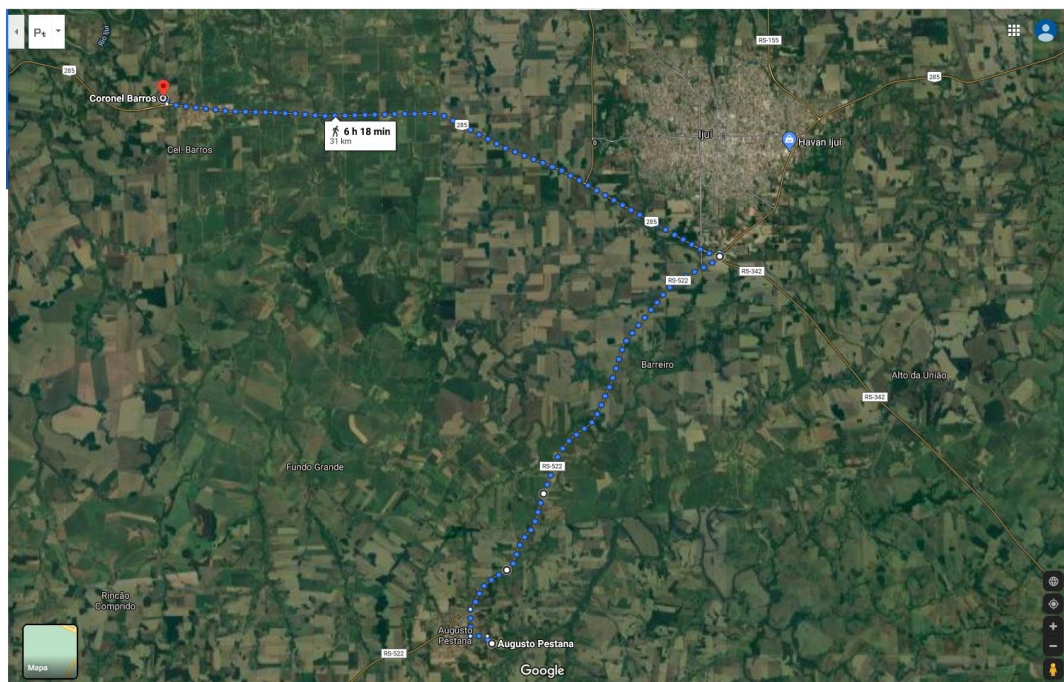 Rio Ijuí
RS-155
285
285
Coronel Barros
6 h 18 min
31 km
285
Ijuí
Havan Ijuí
Cel. Barros
285
RS-342
RS-522
Barreiro
Alto da União
RS-342
Fundo Grande
RS-522
Rincão
Comprido
Augusto
Pestana
Augusto Pestana
RS-522
Mapa
Google